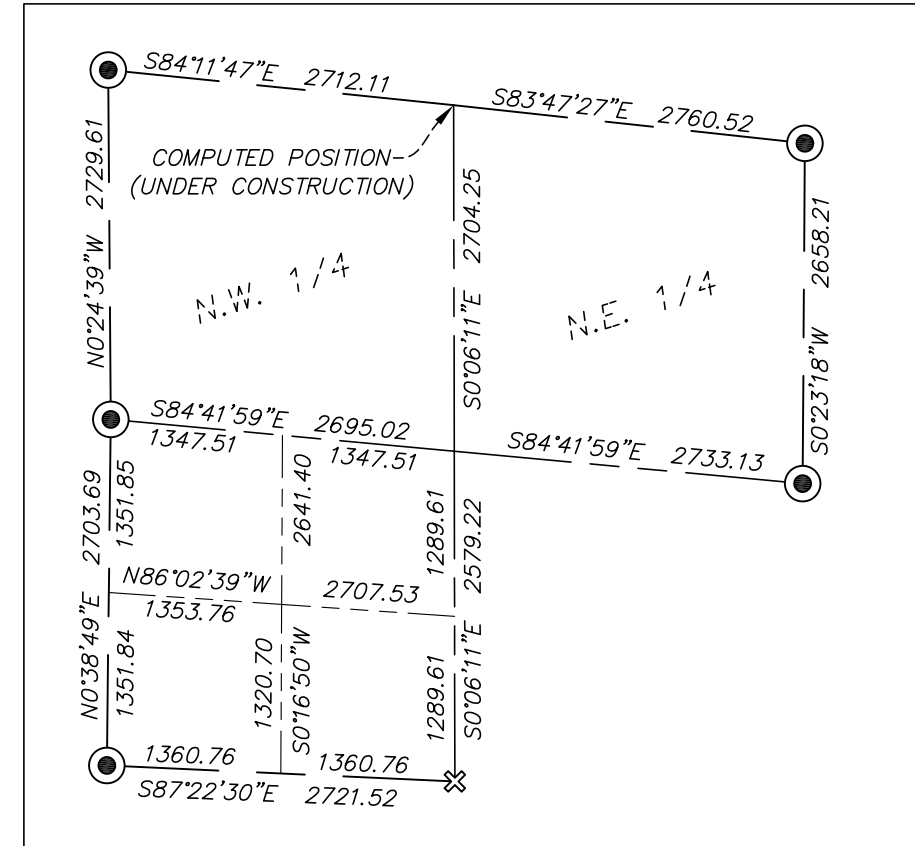 S84°11'47"E 2712.11
S83°47'27"E 2760.52
COMPUTED POSITION
(UNDER CONSTRUCTION)
N0°24'39"W 2729.61
N.W. 1/4
S0°06'11"E 2704.25
N.E. 1/4
S0°23'18"W 2658.21
S84°41'59"E 2695.02
1347.51 1347.51
S84°41'59"E 2733.13
N0°38'49"E 2703.69
1351.84 1351.85
2641.40
1289.61
2579.22
N86°02'39"W 2707.53
1353.76
1320.70
S0°16'50"W
1289.61
S0°06'11"E
1360.76 1360.76
S87°22'30"E 2721.52